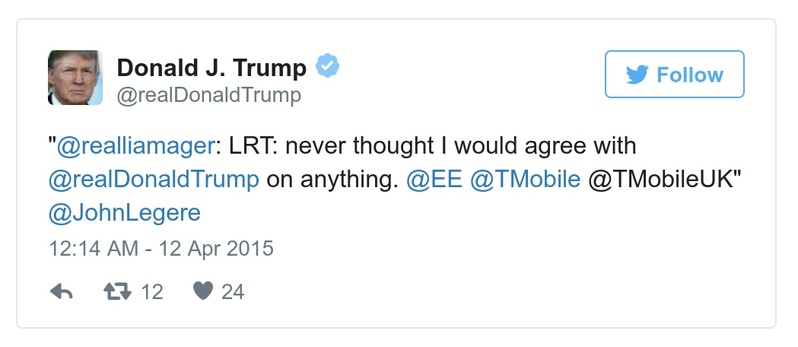 Donald J. Trump
@realDonaldTrump
Follow
"@realliamager: LRT: never thought I would agree with
@realDonaldTrump on anything. @EE @TMobile @TMobileUK"
@JohnLegere
12:14 AM - 12 Apr 2015
12 24